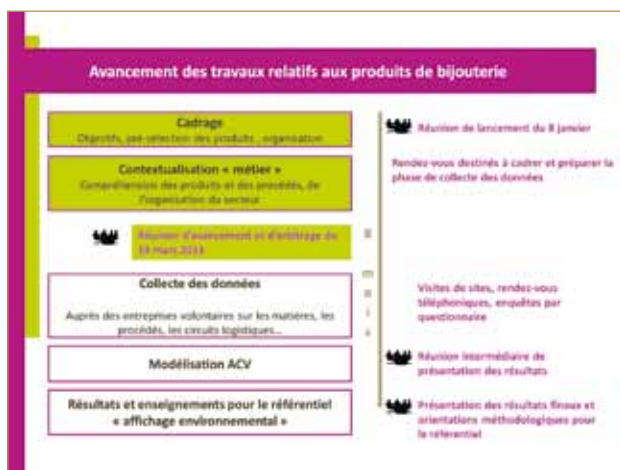 Avancement des travaux relatifs aux produits de bijouterie
Cadrage
Objectifs, pré-sélection des produits , organisation
Réunion de lancement du 8 janvier
Contextualisation « métier »
Compréhension des produits et des procédés, de
l'organisation du secteur
Rendez-vous destinés à cadrer et préparer la
phase de collecte des données
Réunion d'avancement et d'arbitrage du
mars
Collecte des données
Auprès des entreprises volontaires sur les matières, les
procédés, les circuits logistiques...
Visites de sites, rendez-vous
téléphoniques, enquêtes par
questionnaire
Modélisation ACV
Réunion intermédiaire de
présentation des résultats
Résultats et enseignements pour le référentiel
« affichage environnemental »
Présentation des résultats finaux et
orientations méthodologiques pour
le référentiel